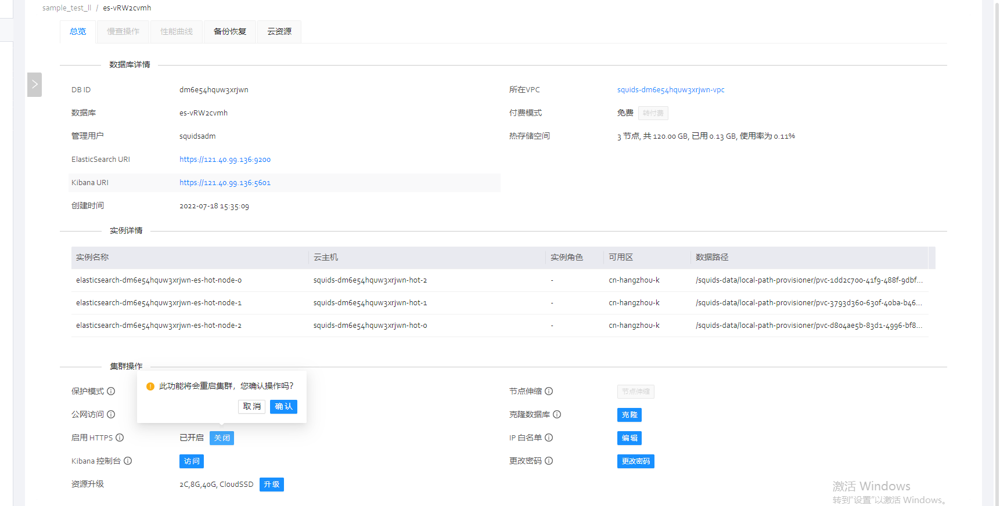 sample_test_ll / es-vRW2cvmh
总览 慢查操作 性能曲线 备份恢复 云资源
数据库详情
DB ID dm6e54hquw3xrjwn 所在VPC squids-dm6e54hquw3xrjwn-vpc
数据库 es-vRW2cvmh 付费模式 免费 转付费
管理用户 squidsadm 热存储空间 3 节点, 共 120.00 GB, 已用 0.13 GB, 使用率为 0.11%
ElasticSearch URI https://121.40.99.136:9200
Kibana URI https://121.40.99.136:5601
创建时间 2022-07-18 15:35:09
实例详情
实例名称 云主机 实例角色 可用区 数据路径
elasticsearch-dm6e54hquw3xrjwn-es-hot-node-0 squids-dm6e54hquw3xrjwn-hot-2 - cn-hangzhou-k /squids-data/local-path-provisioner/pvc-1dd2c700-41f9-488f-9dbf...
elasticsearch-dm6e54hquw3xrjwn-es-hot-node-1 squids-dm6e54hquw3xrjwn-hot-1 - cn-hangzhou-k /squids-data/local-path-provisioner/pvc-3793d360-630f-40ba-b46...
elasticsearch-dm6e54hquw3xrjwn-es-hot-node-2 squids-dm6e54hquw3xrjwn-hot-0 - cn-hangzhou-k /squids-data/local-path-provisioner/pvc-d804ae5b-83d1-4996-bf8...
集群操作
此功能将会重启集群，您确认操作吗？
取消 确认
保护模式 节点伸缩 节点伸缩
公网访问 克隆数据库 克隆
启用 HTTPS 已开启 关闭 IP 白名单 编辑
Kibana 控制台 访问 更改密码 更改密码
资源升级 2C,8G,40G, CloudSSD 升级
激活 Windows
转到"设置"以激活 Windows。